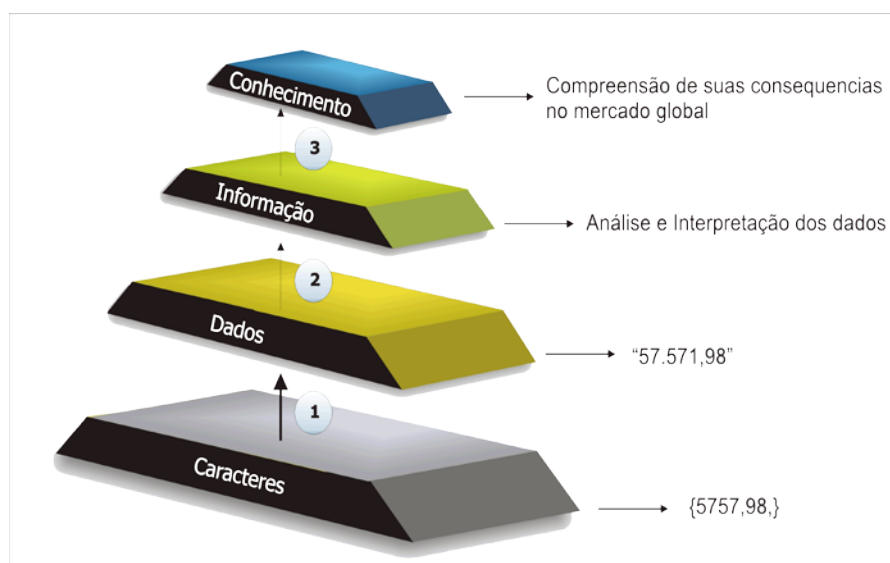 Conhecimento
Compreensão de suas consequencias
no mercado global
3
Informação
Análise e Interpretação dos dados
2
Dados
“57.571,98”
1
Caracteres
{5757,98,}